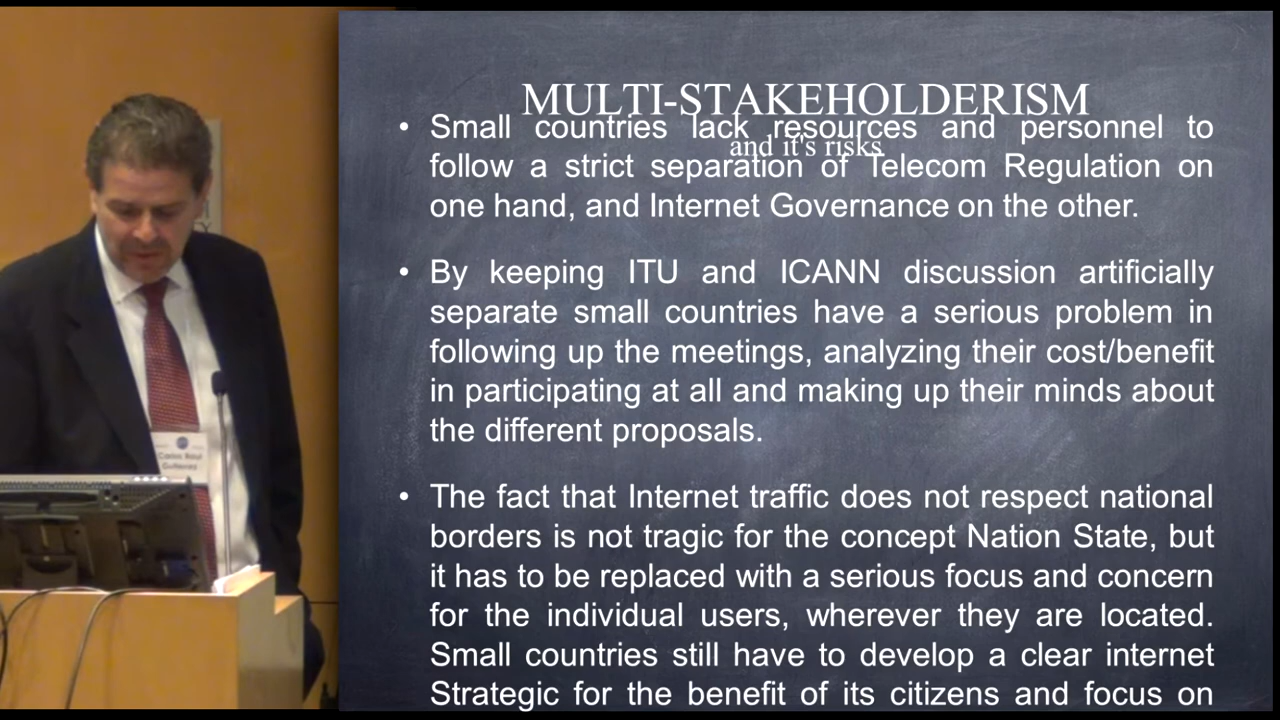 MULTI-STAKEHOLDERISM
and it's risks
• Small countries lack resources and personnel to
follow a strict separation of Telecom Regulation on
one hand, and Internet Governance on the other.
• By keeping ITU and ICANN discussion artificially
separate small countries have a serious problem in
following up the meetings, analyzing their cost/benefit
in participating at all and making up their minds about
the different proposals.
• The fact that Internet traffic does not respect national
borders is not tragic for the concept Nation State, but
it has to be replaced with a serious focus and concern
for the individual users, wherever they are located.
Small countries still have to develop a clear internet
Strategic for the benefit of its citizens and focus on
Carlos Raul
Gutierrez